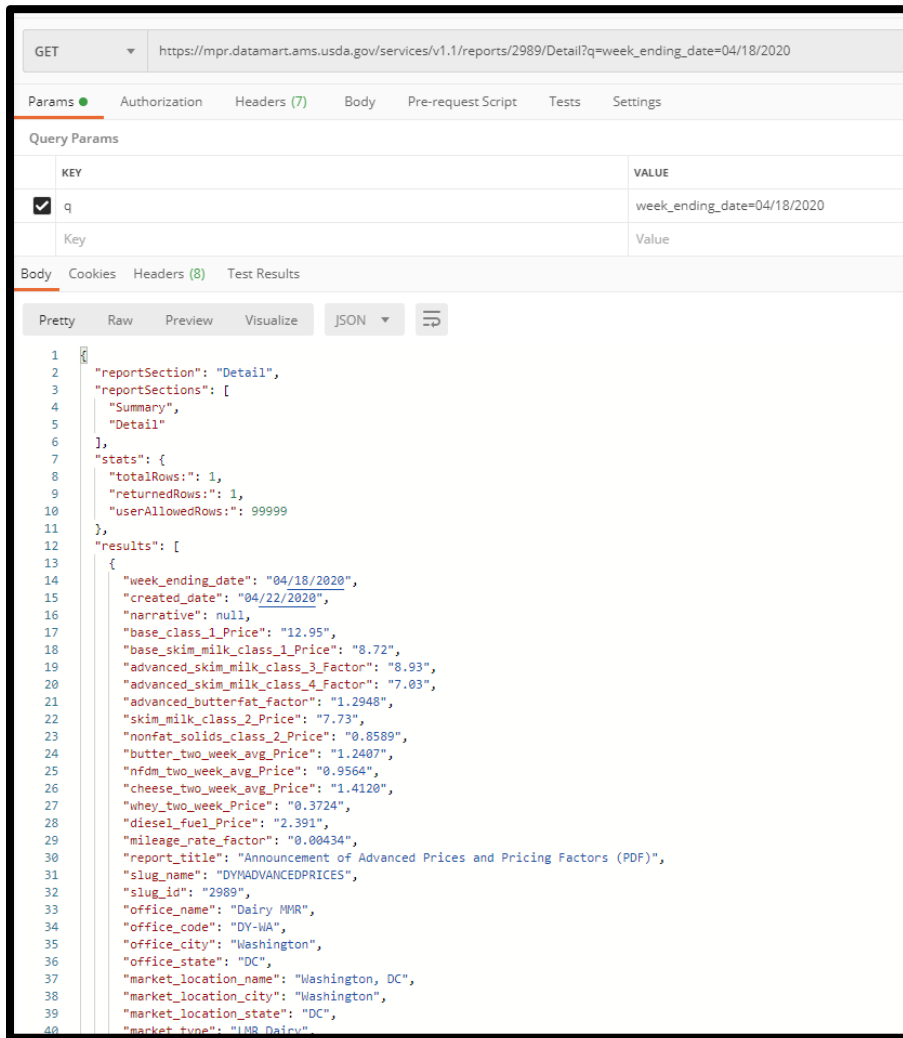 GET https://mpr.datamart.ams.usda.gov/services/v1.1/reports/2989/Detail?q=week_ending_date=04/18/2020
Params Authorization Headers (7) Body Pre-request Script Tests Settings
Query Params
KEY VALUE
q week_ending_date=04/18/2020
Key Value
Body Cookies Headers (8) Test Results
Pretty Raw Preview Visualize JSON
1 {
2 "reportSection": "Detail",
3 "reportSections": [
4 "Summary",
5 "Detail"
6 ],
7 "stats": {
8 "totalRows:": 1,
9 "returnedRows:": 1,
10 "userAllowedRows:": 99999
11 },
12 "results": [
13 {
14 "week_ending_date": "04/18/2020",
15 "created_date": "04/22/2020",
16 "narrative": null,
17 "base_class_1_Price": "12.95",
18 "base_skim_milk_class_1_Price": "8.72",
19 "advanced_skim_milk_class_3_Factor": "8.93",
20 "advanced_skim_milk_class_4_Factor": "7.03",
21 "advanced_butterfat_factor": "1.2948",
22 "skim_milk_class_2_Price": "7.73",
23 "nonfat_solids_class_2_Price": "0.8589",
24 "butter_two_week_avg_Price": "1.2407",
25 "nfdm_two_week_avg_Price": "0.9564",
26 "cheese_two_week_avg_Price": "1.4120",
27 "whey_two_week_Price": "0.3724",
28 "diesel_fuel_Price": "2.391",
29 "mileage_rate_factor": "0.00434",
30 "report_title": "Announcement of Advanced Prices and Pricing Factors (PDF)",
31 "slug_name": "DYMADVANCEDPRICES",
32 "slug_id": "2989",
33 "office_name": "Dairy MMR",
34 "office_code": "DY-WA",
35 "office_city": "Washington",
36 "office_state": "DC",
37 "market_location_name": "Washington, DC",
38 "market_location_city": "Washington",
39 "market_location_state": "DC",
40 "market_type": "LMR Dairy",